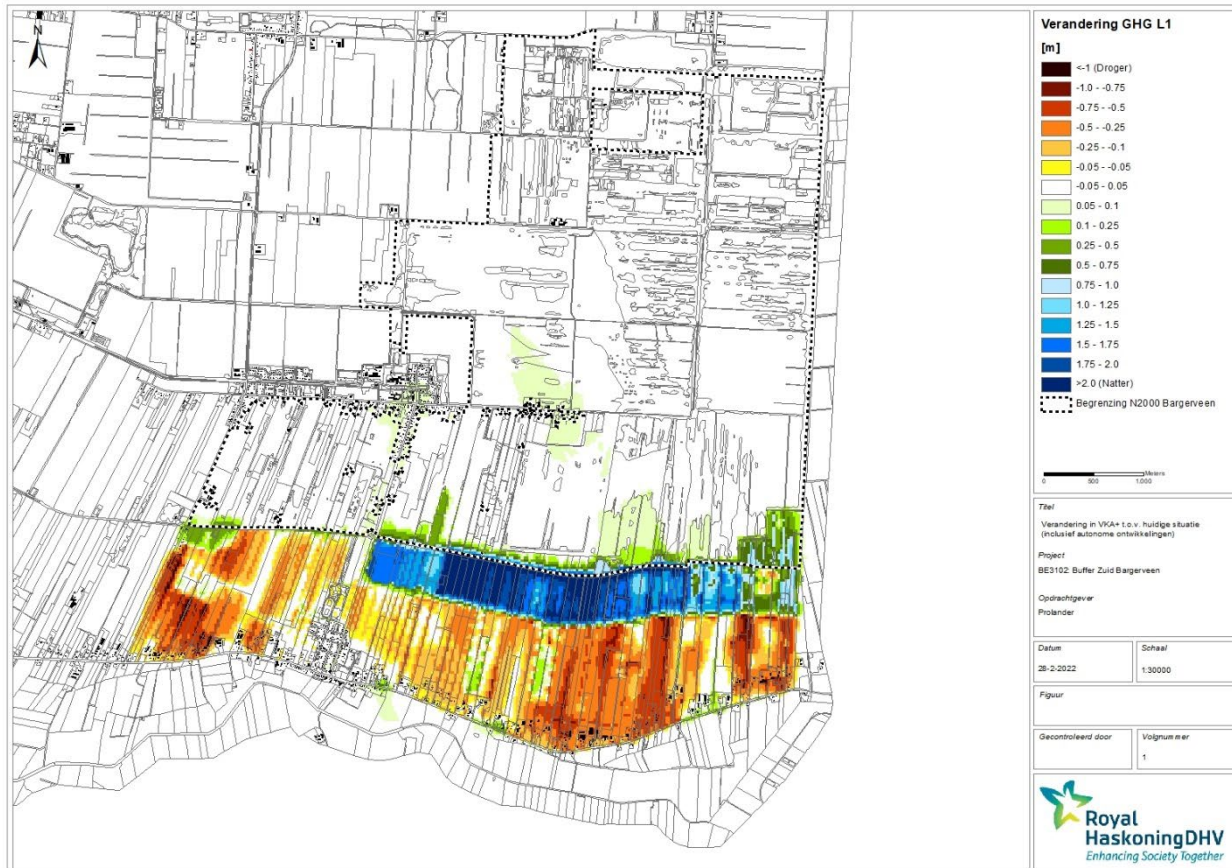 N
Verandering GHG L1
[m]
<-1 (Droger)
-1.0 - -0.75
-0.75 - -0.5
-0.5 - -0.25
-0.25 - -0.1
-0.05 - -0.05
-0.05 - 0.05
0.05 - 0.1
0.1 - 0.25
0.25 - 0.5
0.5 - 0.75
0.75 - 1.0
1.0 - 1.25
1.25 - 1.5
1.5 - 1.75
1.75 - 2.0
>2.0 (Natter)
Begrenzing N2000 Bargerveen
Meters
0 500 1.000
Titel
Verandering in VKA+ t.o.v. huidige situatie
(inclusief autonome ontwikkelingen)
Project
BE3102 Buffer Zuid Bargerveen
Opdrachtgever
Prolander
Datum
28-2-2022
Schaal
1:30000
Figuur
Gecontroleerd door
Volgnummer
1
Royal
HaskoningDHV
Enhancing Society Together